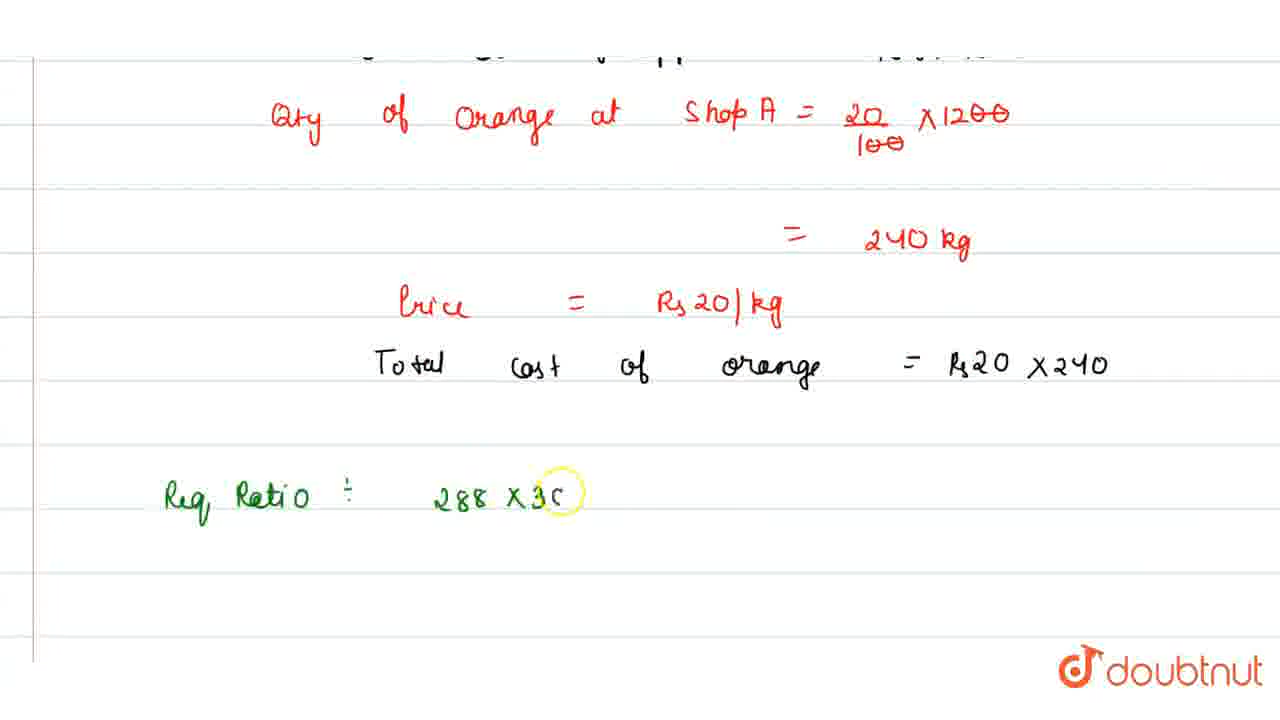 Qty of orange at Shop A = 20/100 × 1200
= 240 kg
Price = Rs 20/kg
Total cost of orange = Rs 20 × 240
Req Ratio ÷ 288 × 30
doubtnut